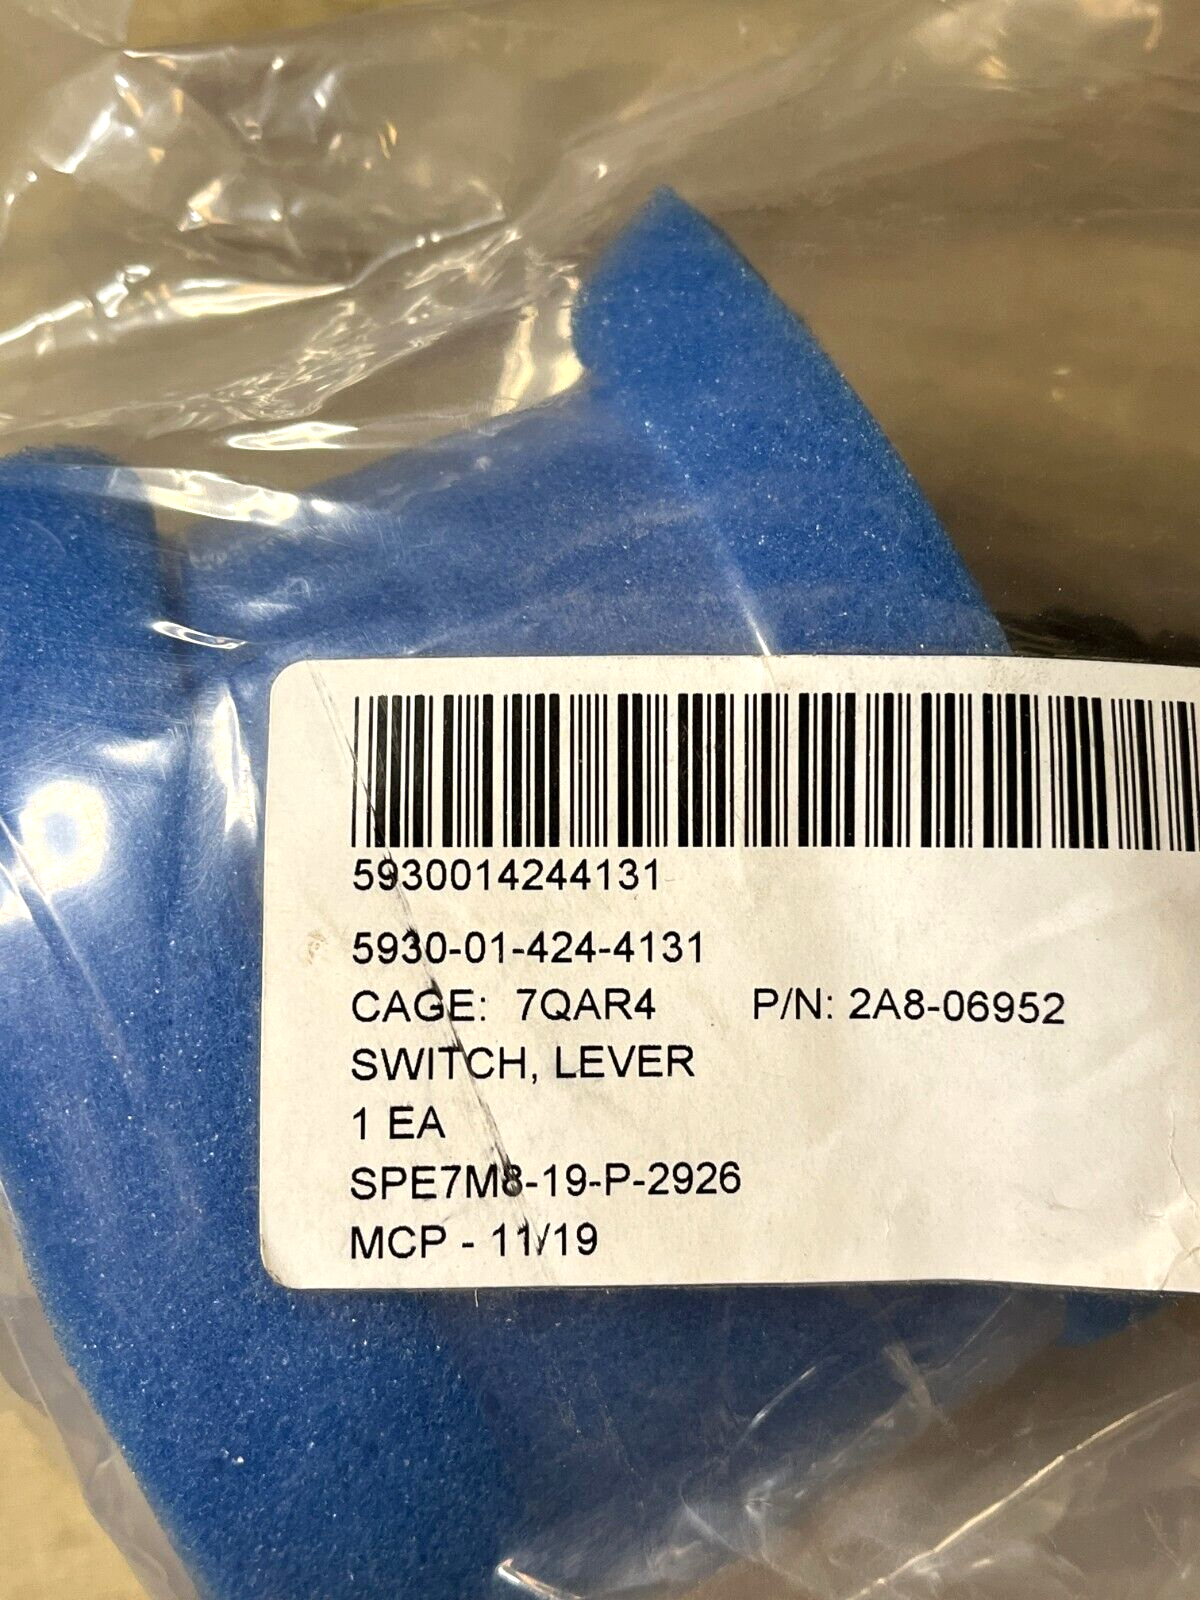 5930014244131
5930-01-424-4131
CAGE: 7QAR4 P/N: 2A8-06952
SWITCH, LEVER
1 EA
SPE7M8-19-P-2926
MCP - 11/19